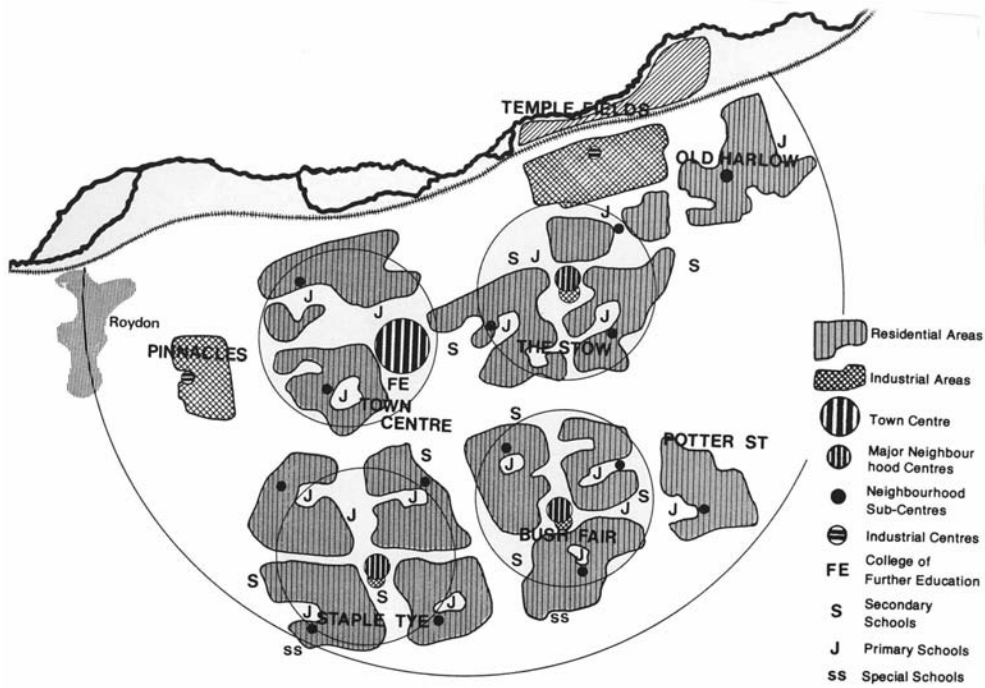 TEMPLE FIELDS
OLD HARLOW
J
J
S
J
S
Roydon
PINNACLES
J
J
S
J
J
THE STOW
FE
J
TOWN
CENTRE
S
POTTER ST
S
J
J
J
J
J
S
J
J
BUSH FAIR
S
J
S
S
J
J
STAPLE TYE
SS
SS
Residential Areas
Industrial Areas
Town Centre
Major Neighbour
hood Centres
Neighbourhood
Sub-Centres
Industrial Centres
FE
College of
Further Education
S
Secondary
Schools
J
Primary Schools
SS
Special Schools